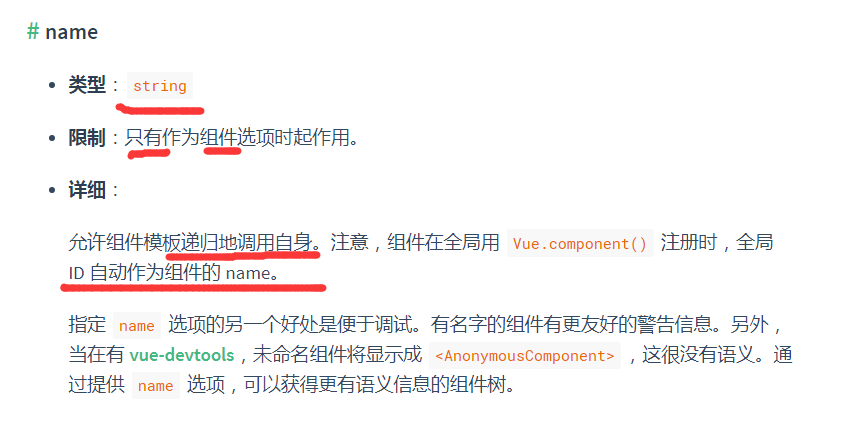 # name
类型：string
限制：只有作为组件选项时起作用。
详细：
允许组件模板递归地调用自身。注意，组件在全局用 Vue.component() 注册时，全局
ID 自动作为组件的 name。
指定 name 选项的另一个好处是便于调试。有名字的组件有更友好的警告信息。另外，
当在有 vue-devtools，未命名组件将显示成 <AnonymousComponent>，这很没有语义。通
过提供 name 选项，可以获得更有语义信息的组件树。